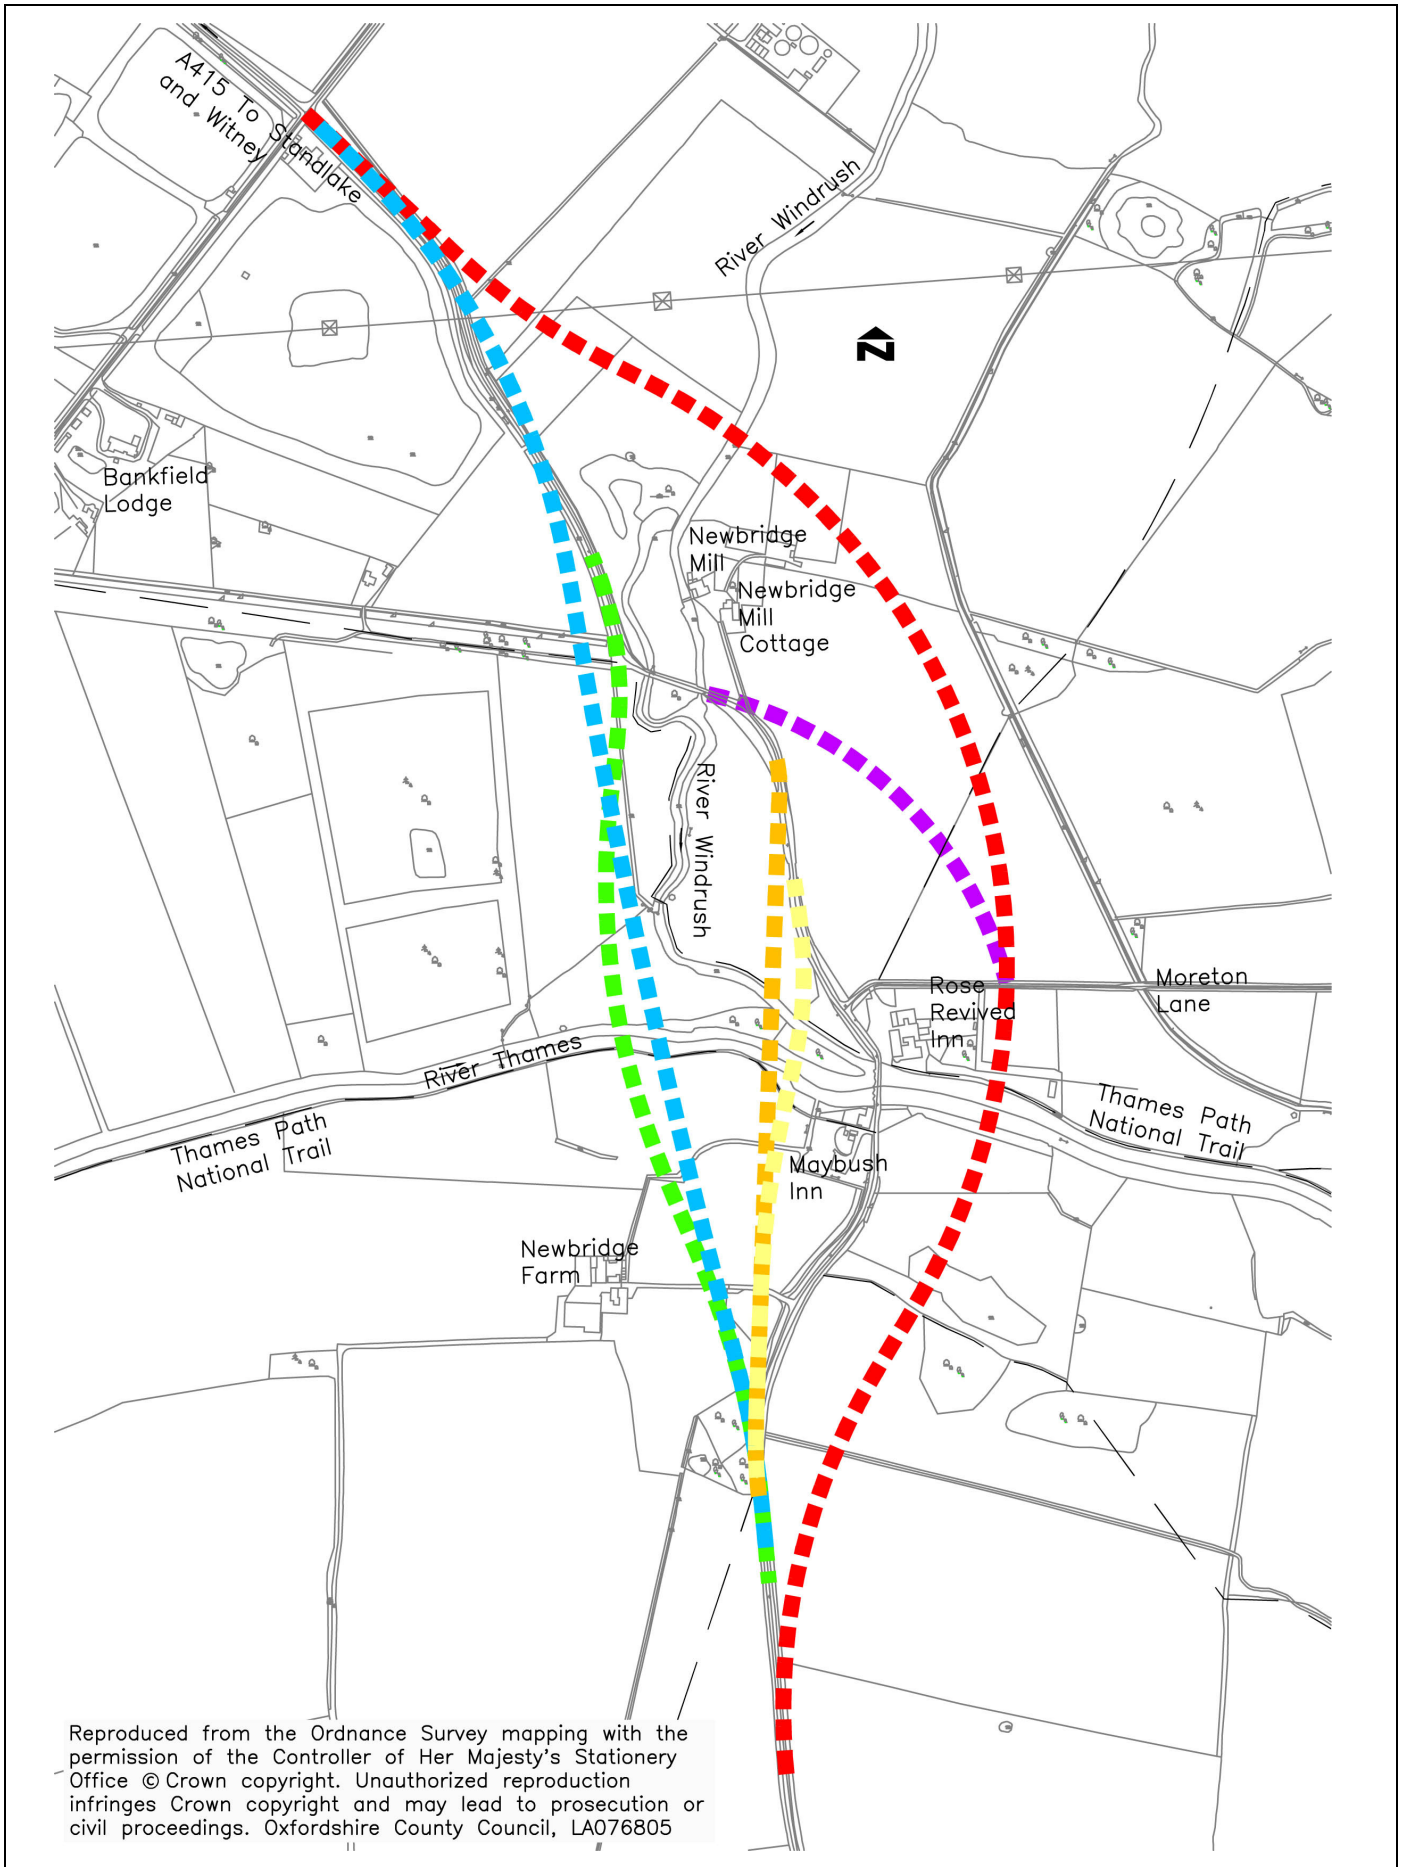 A415 To Standlake
and Witney
River Windrush
N
Bankfield
Lodge
Newbridge
Mill
Newbridge
Mill
Cottage
River Windrush
Rose
Revived
Inn
Moreton
Lane
River Thames
Thames Path
National Trail
Thames Path
National Trail
Maybush
Inn
Newbridge
Farm
Reproduced from the Ordnance Survey mapping with the
permission of the Controller of Her Majesty's Stationery
Office © Crown copyright. Unauthorized reproduction
infringes Crown copyright and may lead to prosecution or
civil proceedings. Oxfordshire County Council, LA076805